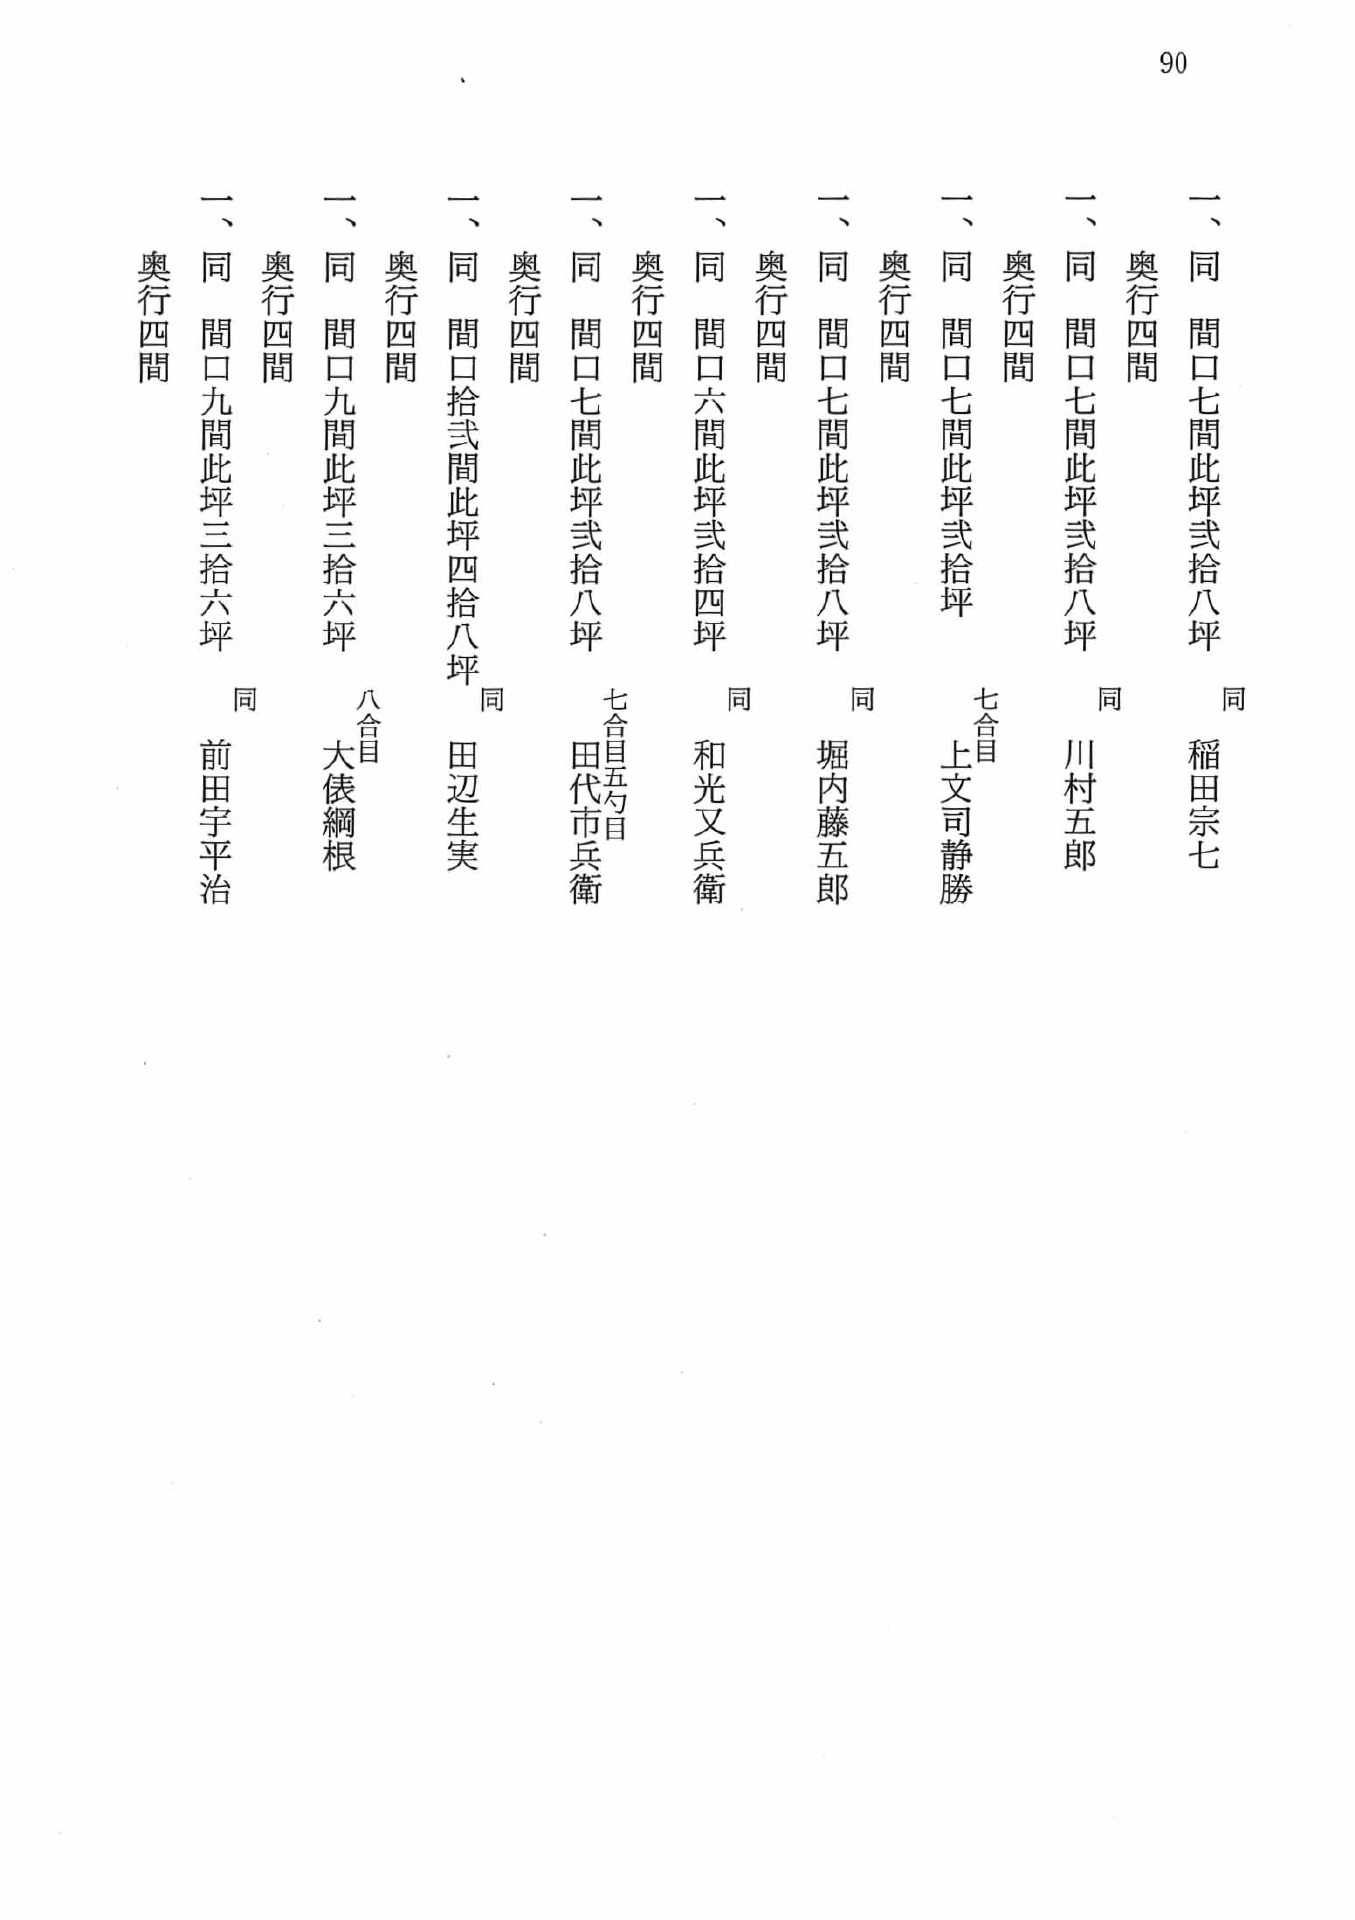 90
一、同　間口七間此坪弐拾八坪　同　稲田宗七
奥行四間
一、同　間口七間此坪弐拾八坪　同　川村五郎
奥行四間
一、同　間口七間此坪弐拾坪　七合目　上文司静勝
奥行四間
一、同　間口七間此坪弐拾八坪　同　堀内藤五郎
奥行四間
一、同　間口六間此坪弐拾四坪　同　和光又兵衛
奥行四間
一、同　間口七間此坪弐拾八坪　七合目五勺目　田代市兵衛
奥行四間
一、同　間口拾弐間此坪四拾八坪　同　田辺生実
奥行四間
一、同　間口九間此坪三拾六坪　八合目　大俵綱根
奥行四間
一、同　間口九間此坪三拾六坪　同　前田宇平治
奥行四間